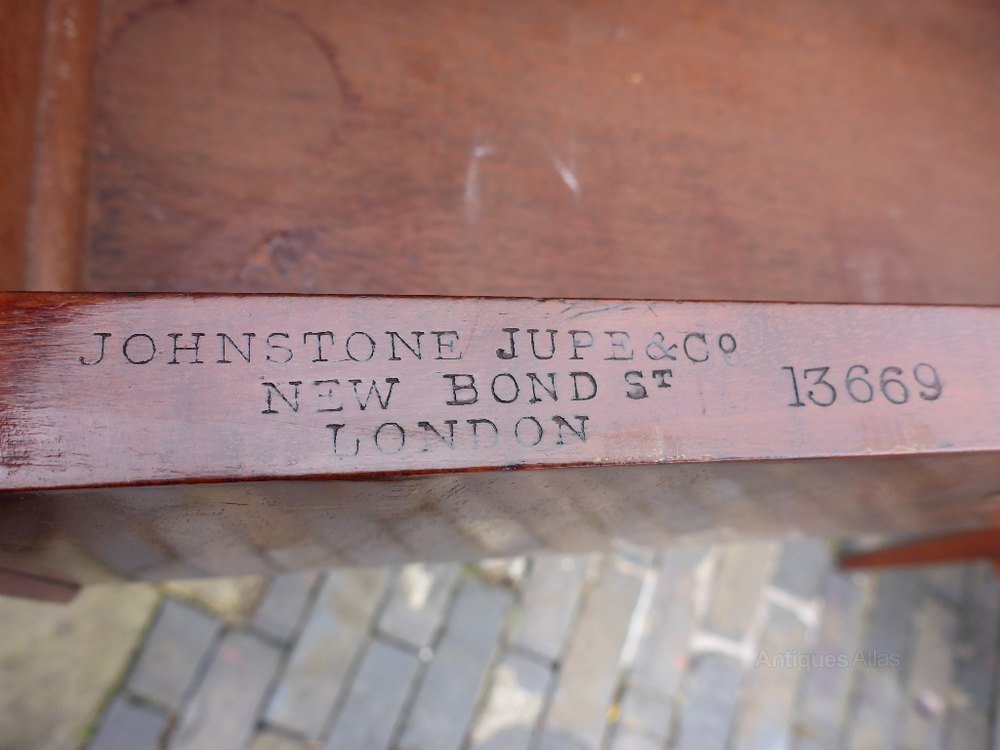 JOHNSTONE JUPE & Cº
NEW BOND ST
13669
LONDON
Antiques Atlas